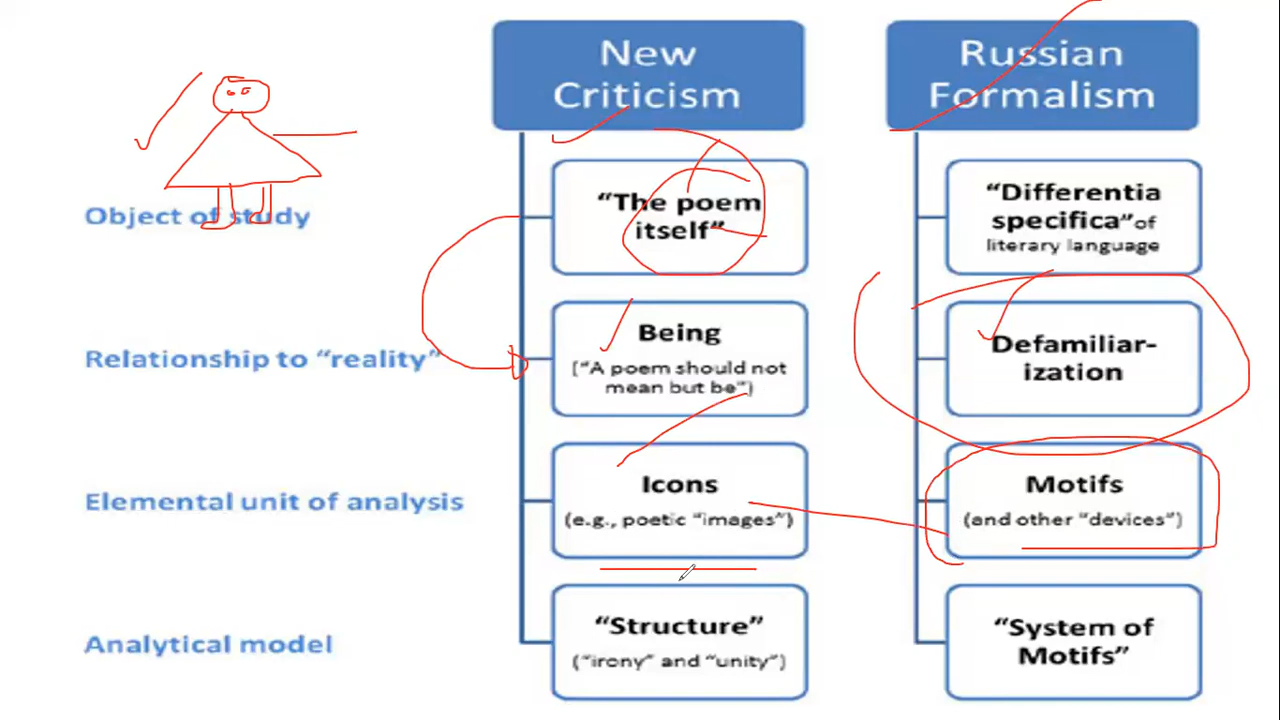 New
Criticism
Russian
Formalism
Object of study
"The poem
itself"
"Differentia
specifica" of
literary language
Relationship to "reality"
Being
["A poem should not
mean but be")
Defamiliar-
ization
Elemental unit of analysis
Icons
(e.g., poetic "images")
Motifs
(and other "devices")
Analytical model
"Structure"
("irony" and "unity")
"System of
Motifs"